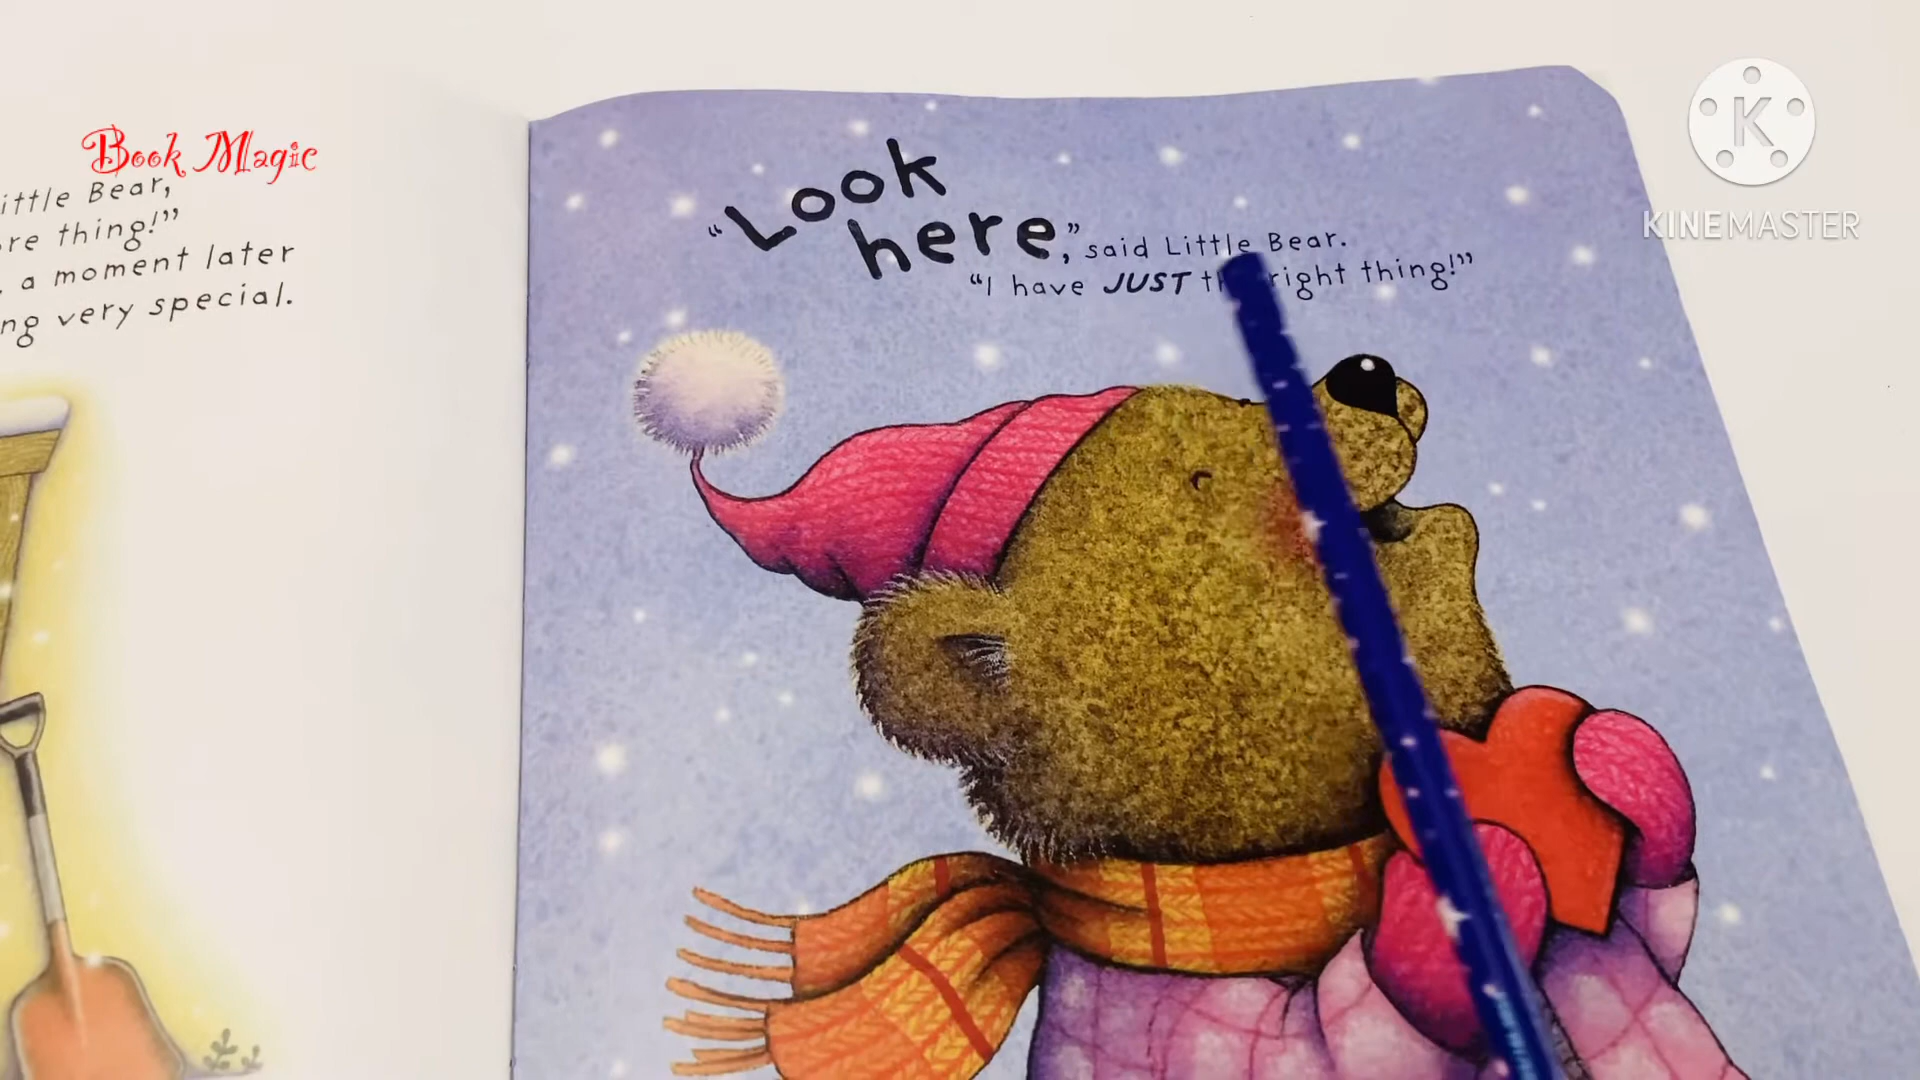 Book Magic
ittle Bear,
re thing!”
a moment later
ng very special.
“Look
here”, said Little Bear.
“I have JUST right thing!”
KINEMASTER